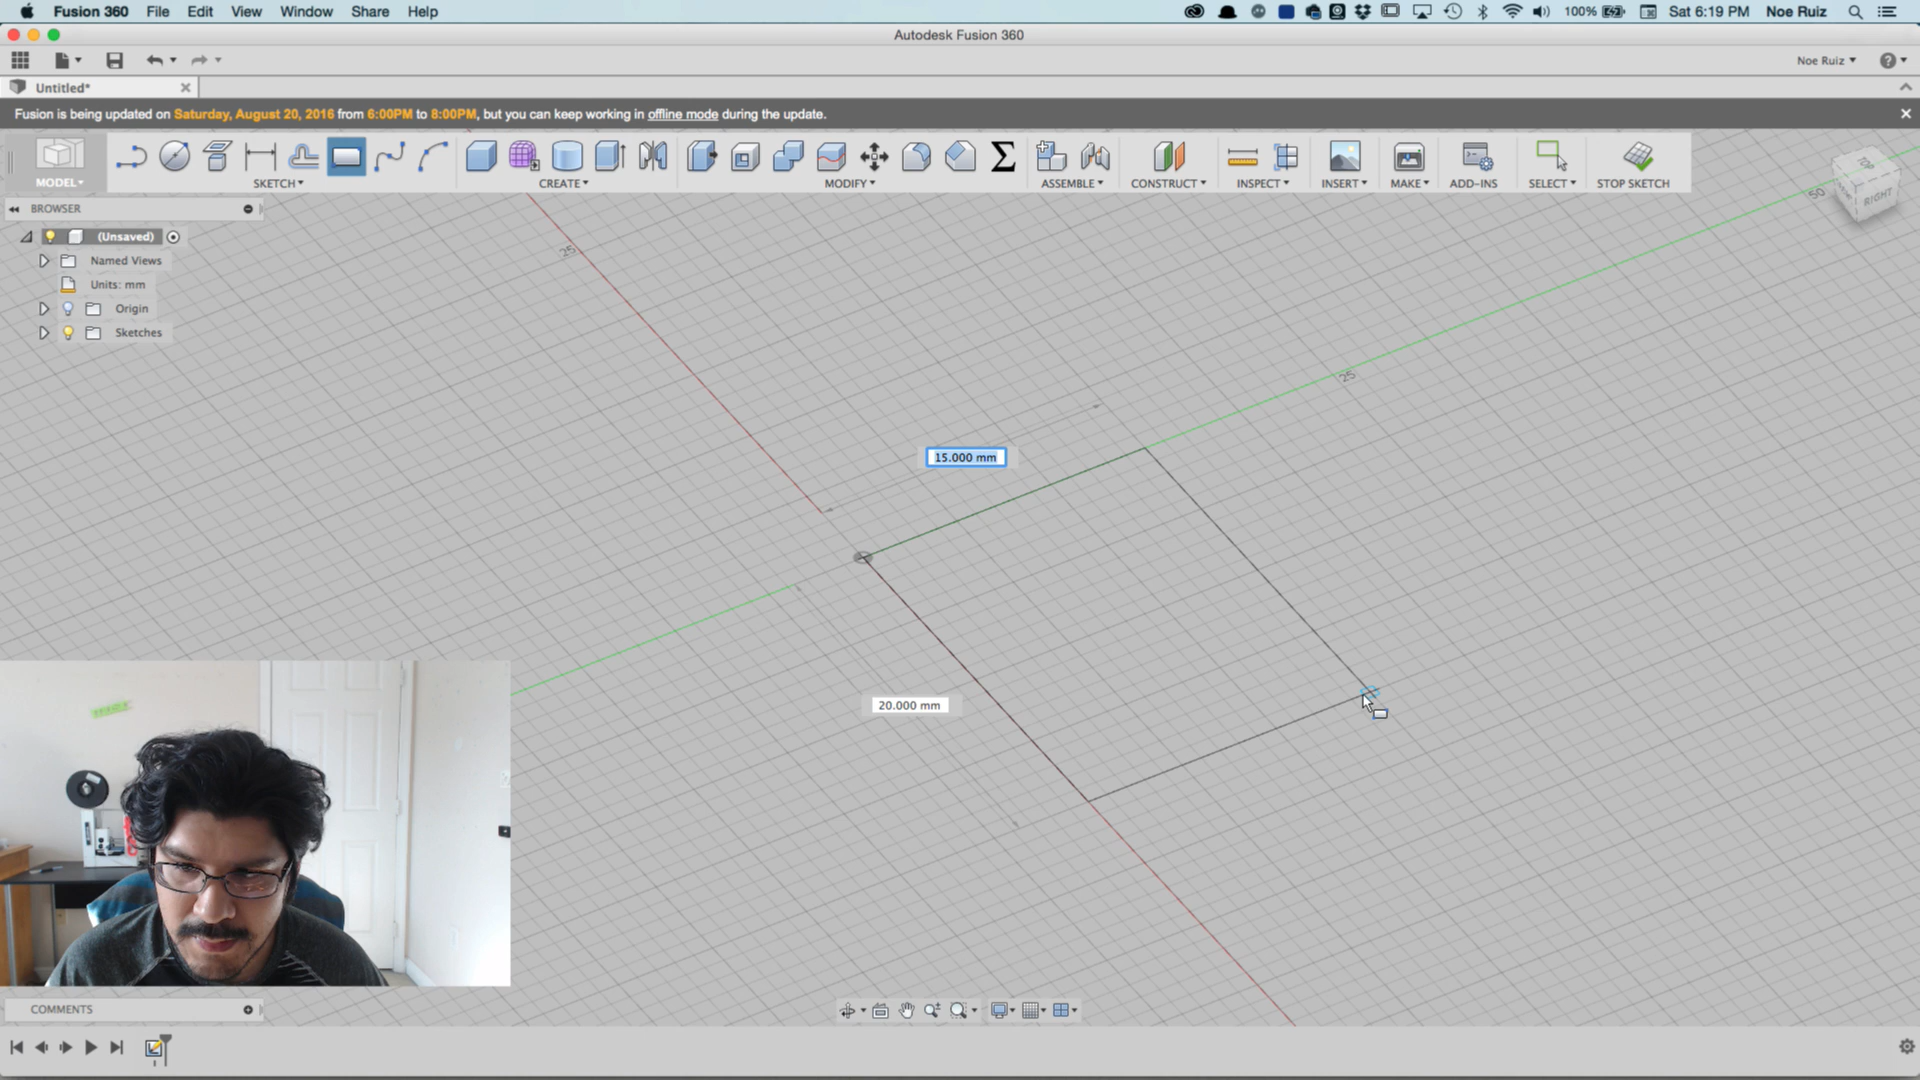 Fusion 360 File Edit View Window Share Help 100% Sat 6:19 PM Noe Ruiz
Autodesk Fusion 360
Noe Ruiz ?
Untitled*
Fusion is being updated on Saturday, August 20, 2016 from 6:00PM to 8:00PM, but you can keep working in offline mode during the update.
MODEL SKETCH CREATE MODIFY ASSEMBLE CONSTRUCT INSPECT INSERT MAKE ADD-INS SELECT STOP SKETCH
BROWSER
(Unsaved)
Named Views
Units: mm
Origin
Sketches
TOP
RIGHT
50
25
25
15.000 mm
20.000 mm
COMMENTS